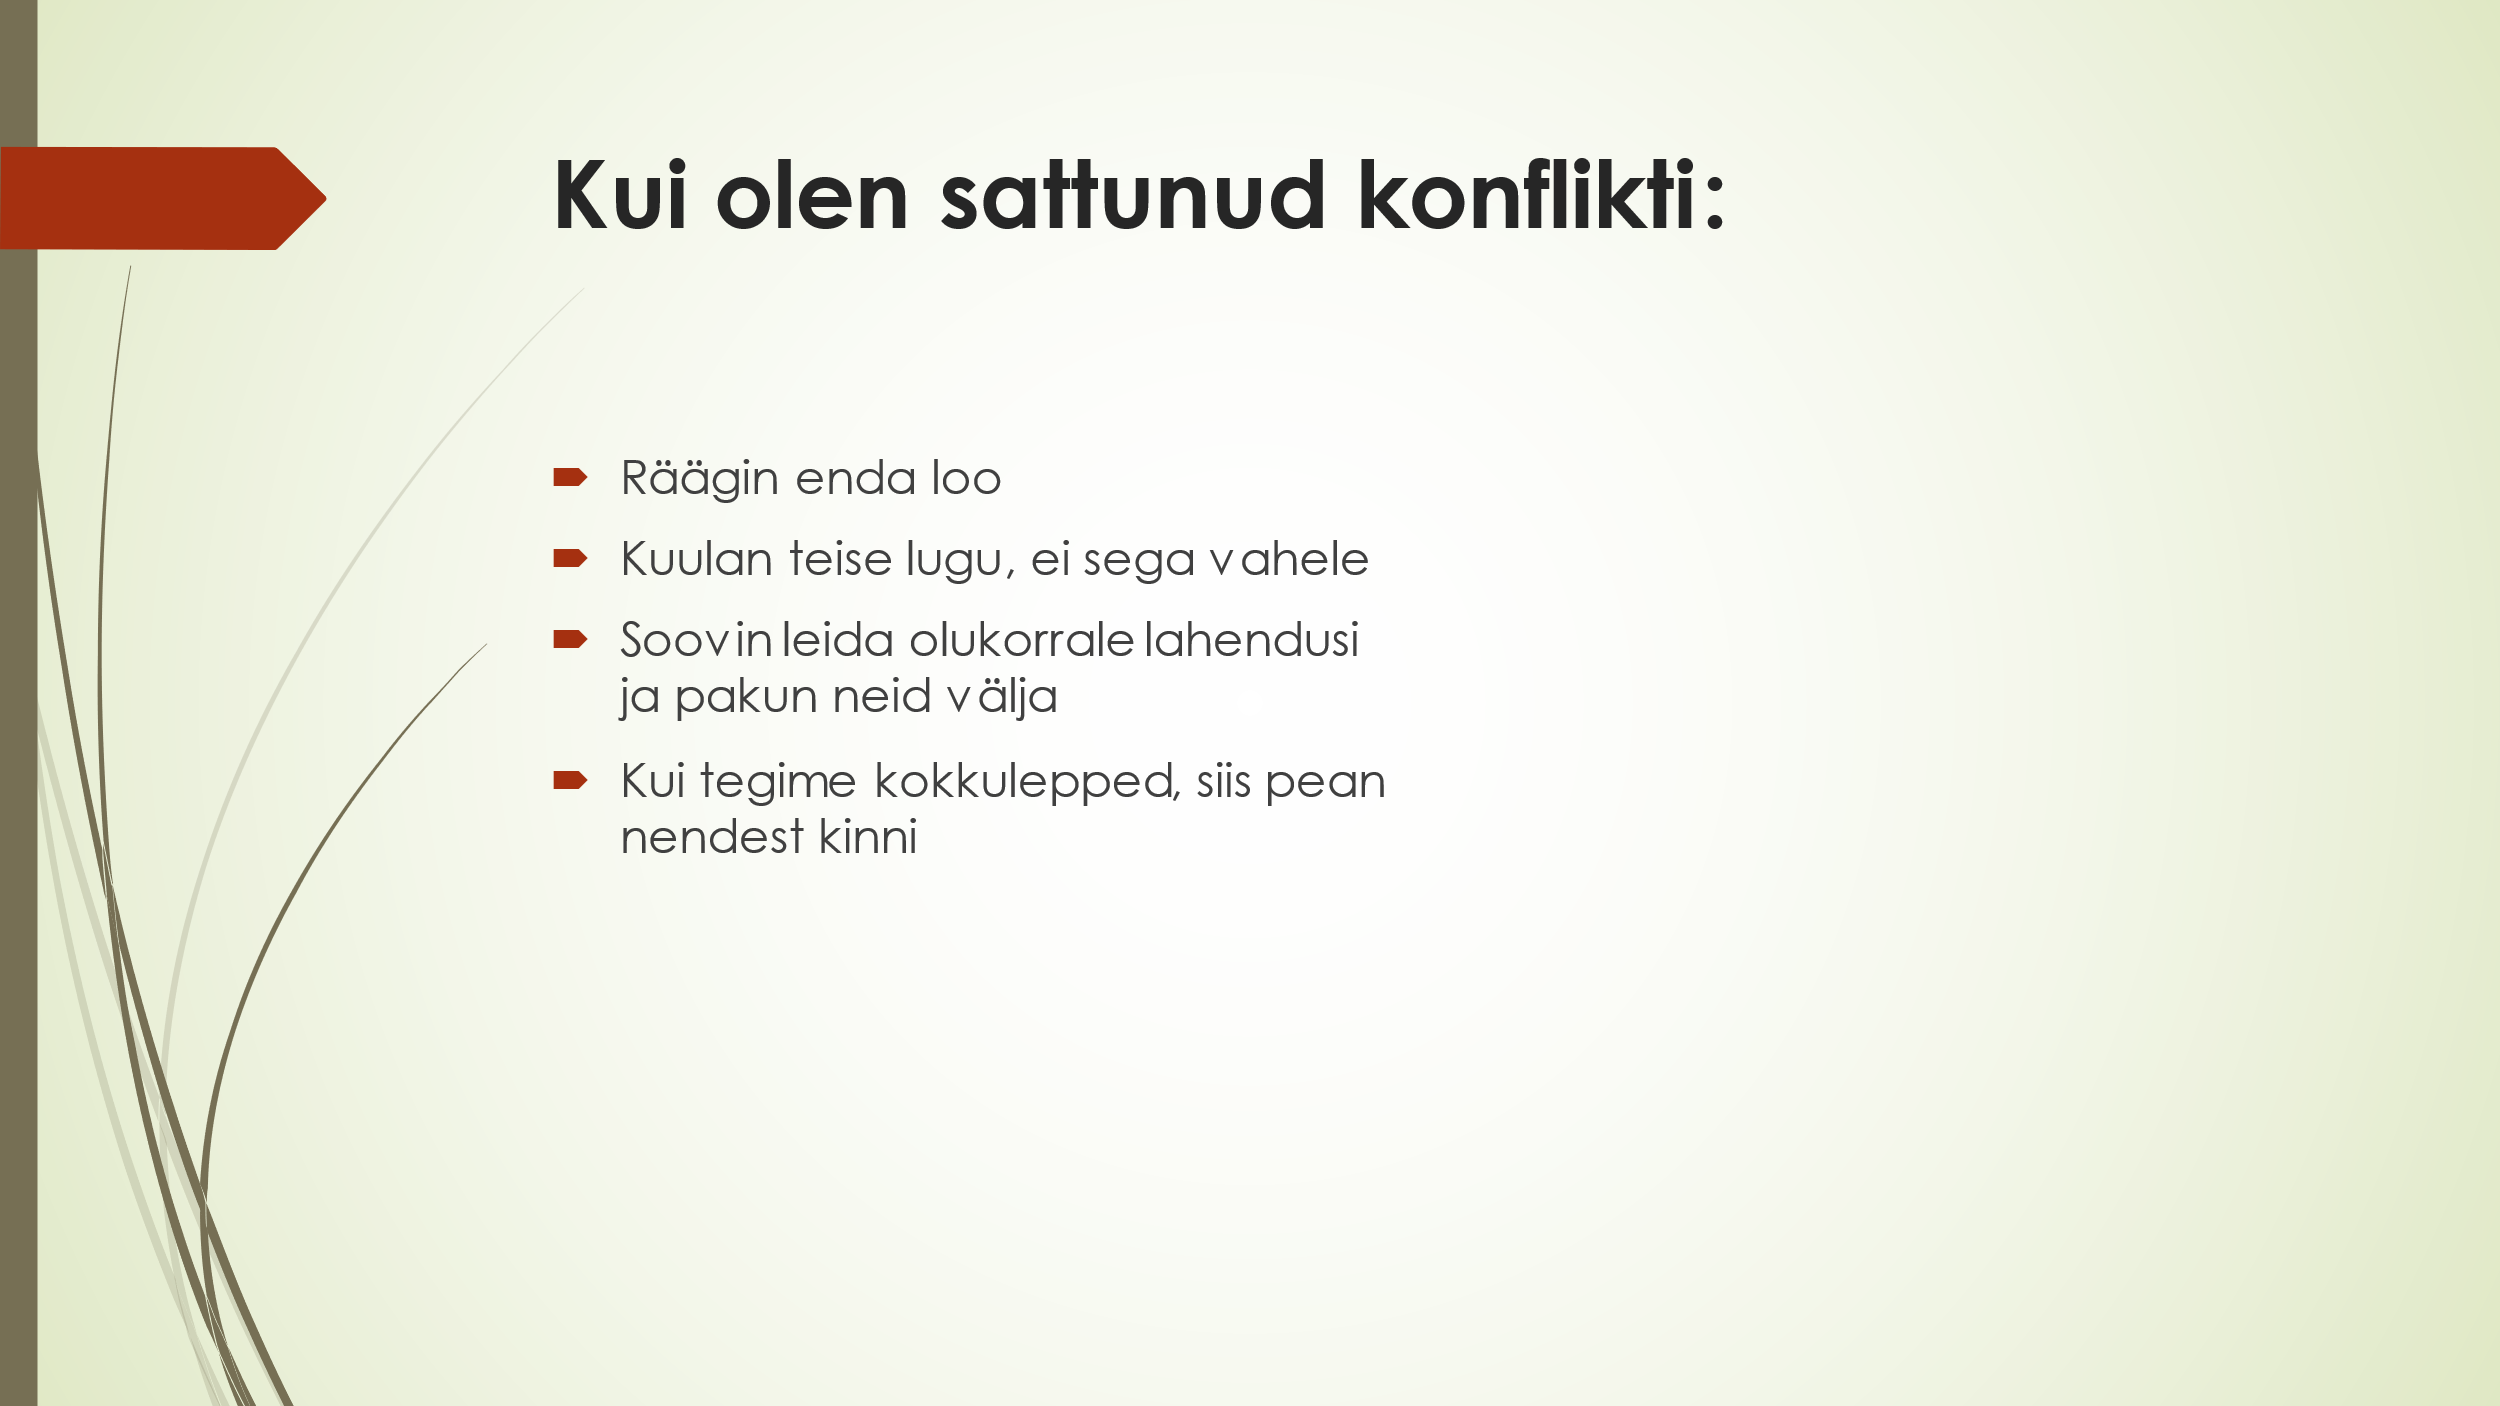 Kui olen sattunud konflikti:
Räägin enda loo
Kuulan teise lugu, ei sega vahele
Soovin leida olukorrale lahendusi
ja pakun neid välja
Kui tegime kokkulepped, siis pean
nendest kinni